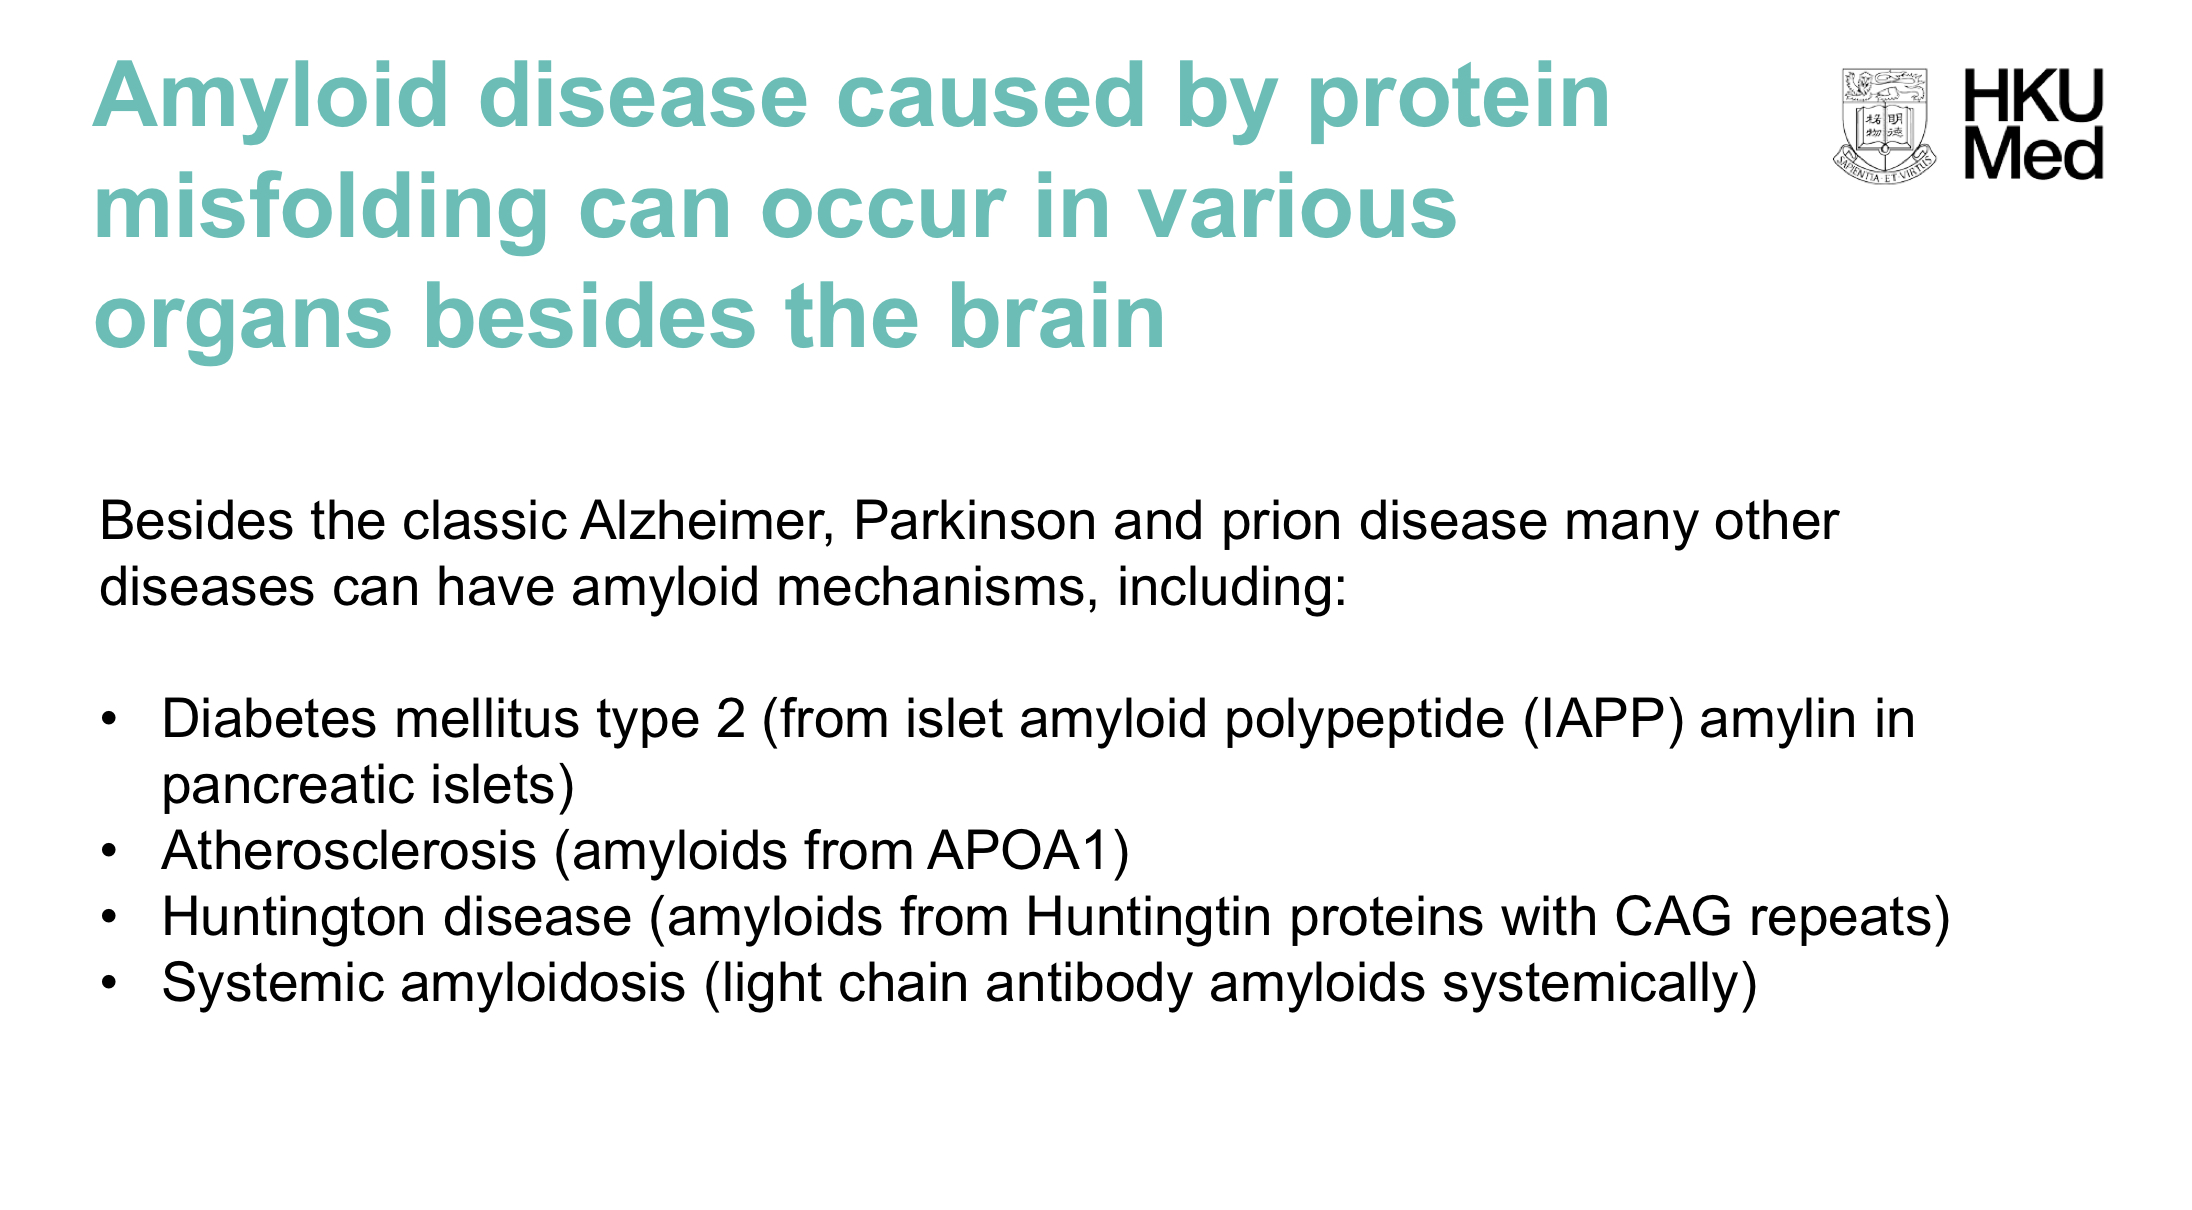 Amyloid disease caused by protein
misfolding can occur in various
organs besides the brain
HKU
Med
明德
格物
SAPIENTIA·ET·VIRTUS
Besides the classic Alzheimer, Parkinson and prion disease many other
diseases can have amyloid mechanisms, including:
• Diabetes mellitus type 2 (from islet amyloid polypeptide (IAPP) amylin in
pancreatic islets)
• Atherosclerosis (amyloids from APOA1)
• Huntington disease (amyloids from Huntingtin proteins with CAG repeats)
• Systemic amyloidosis (light chain antibody amyloids systemically)